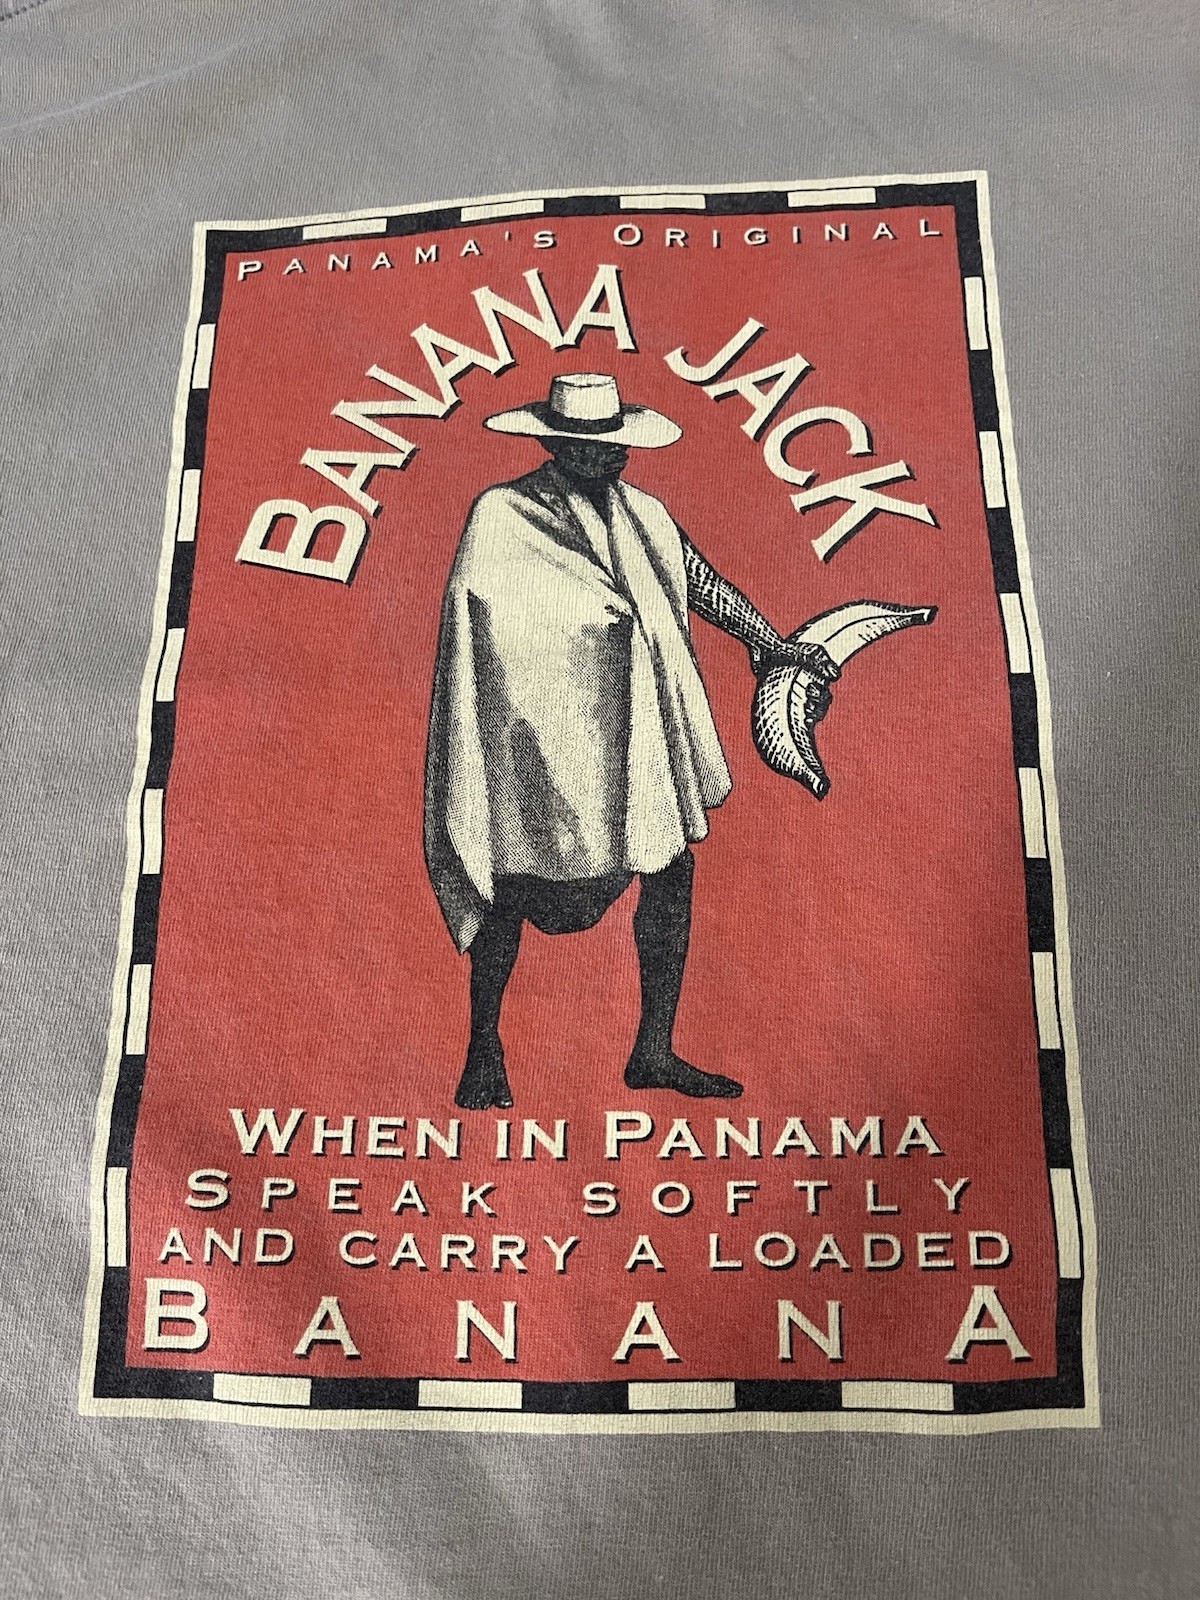 PANAMA'S ORIGINAL
BANANA JACK
WHEN IN PANAMA
SPEAK SOFTLY
AND CARRY A LOADED
BANANA